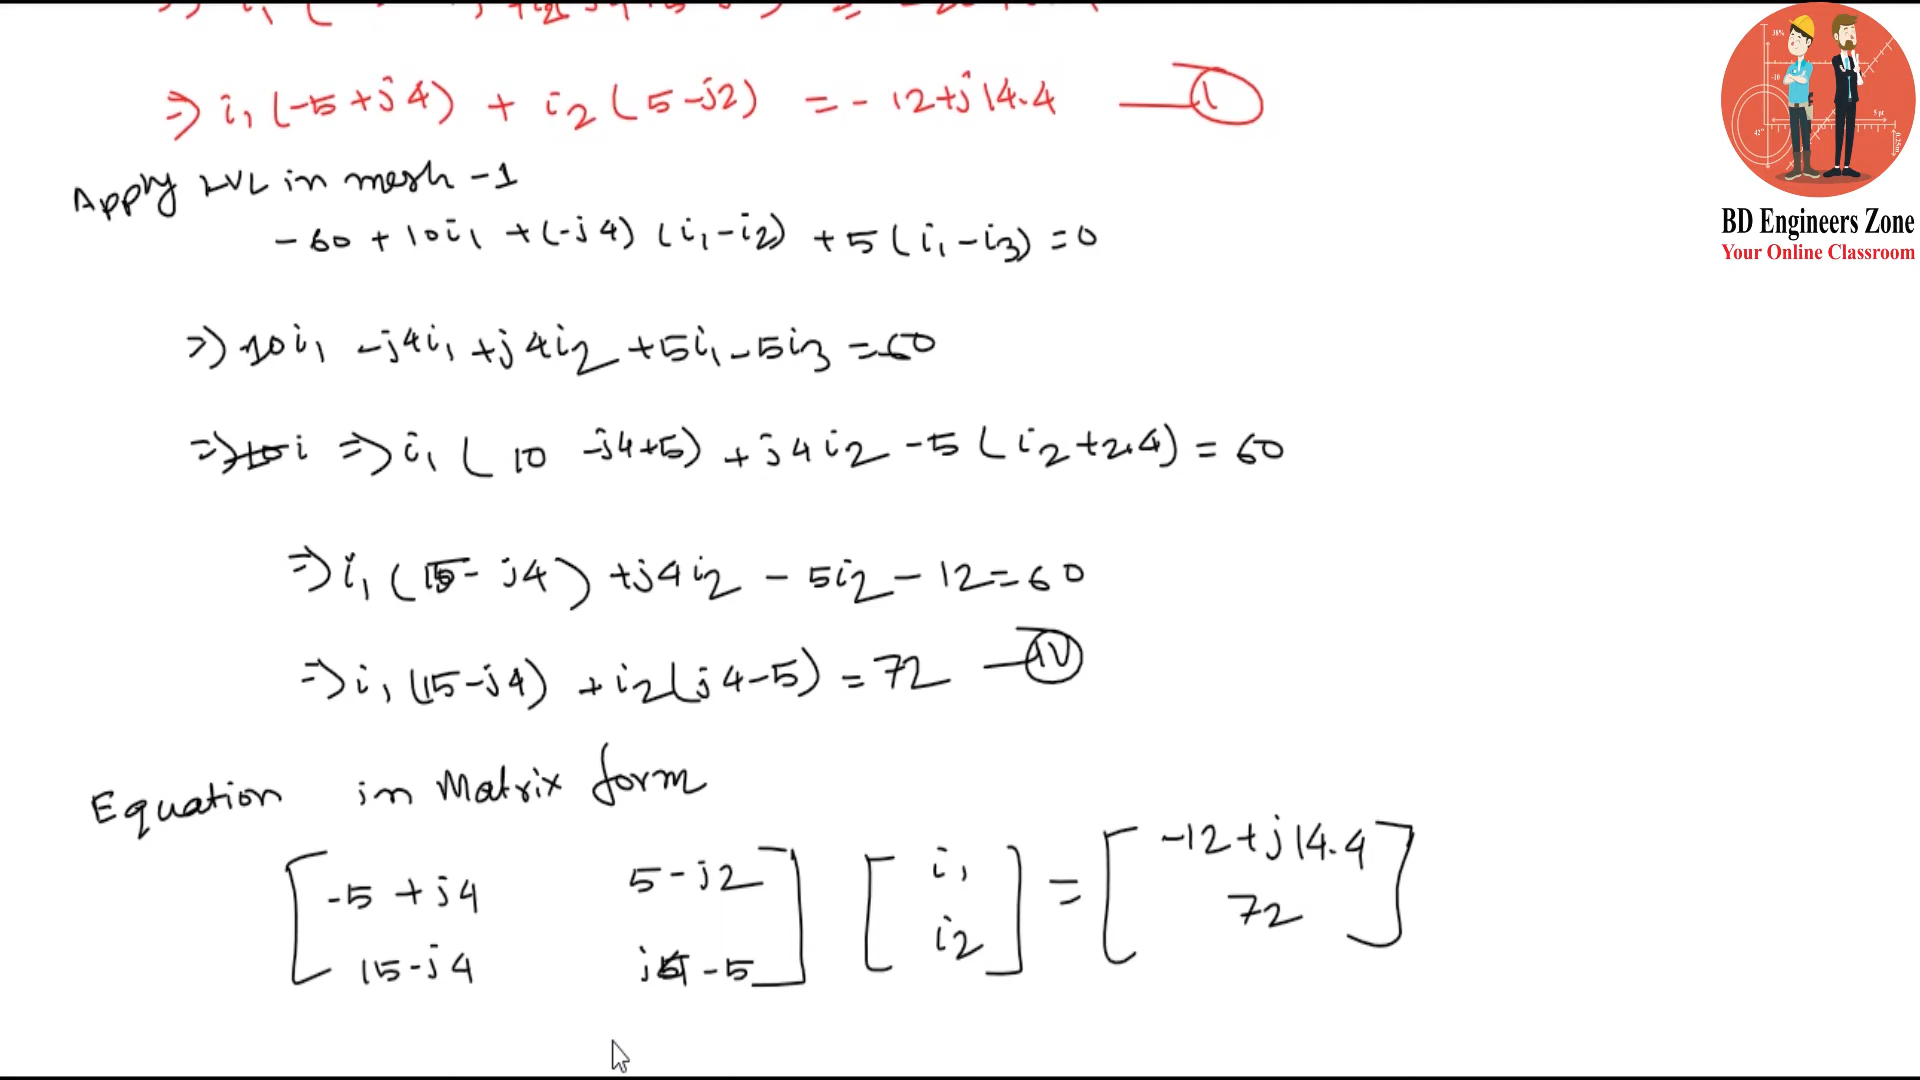 ⇒ i₁(-5+j4) + i₂(5-j2) = -12+j14.4 —①
Apply KVL in mesh-1
-60 + 10i₁ + (-j4)(i₁-i₂) + 5(i₁-i₃) = 0
⇒ 10i₁ -j4i₁ +j4i₂ +5i₁ -5i₃ = 60
⇒ i₁(10 -j4+5) + j4i₂ -5(i₂+2.4) = 60
⇒ i₁(15-j4) +j4i₂ - 5i₂ - 12 = 60
⇒ i₁(15-j4) + i₂(j4-5) = 72 —(IV)
Equation in Matrix form
[-5+j4 5-j2] [i₁] = [-12+j14.4]
[15-j4 j4-5] [i₂] [72]
BD Engineers Zone
Your Online Classroom